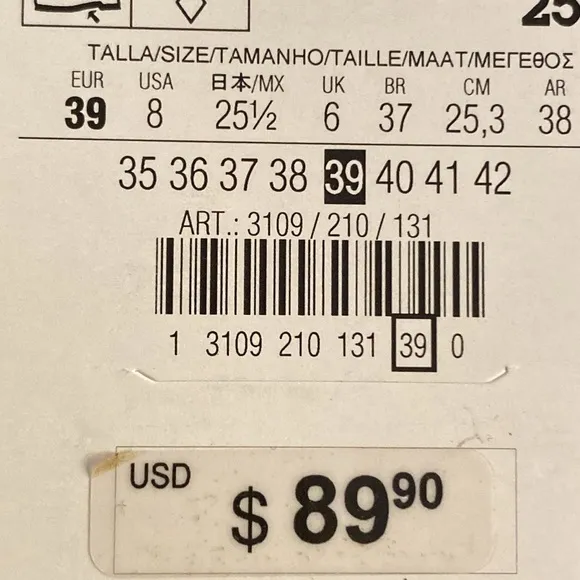 25
TALLA/SIZE/TAMANHO/TAILLE/MAAT/ΜΕΓΕΘΟΣ
EUR USA 日本/MX UK BR CM AR
39 8 25½ 6 37 25,3 38
35 36 37 38 39 40 41 42
ART.: 3109 / 210 / 131
1 3109 210 131 39 0
USD
$ 89⁹⁰